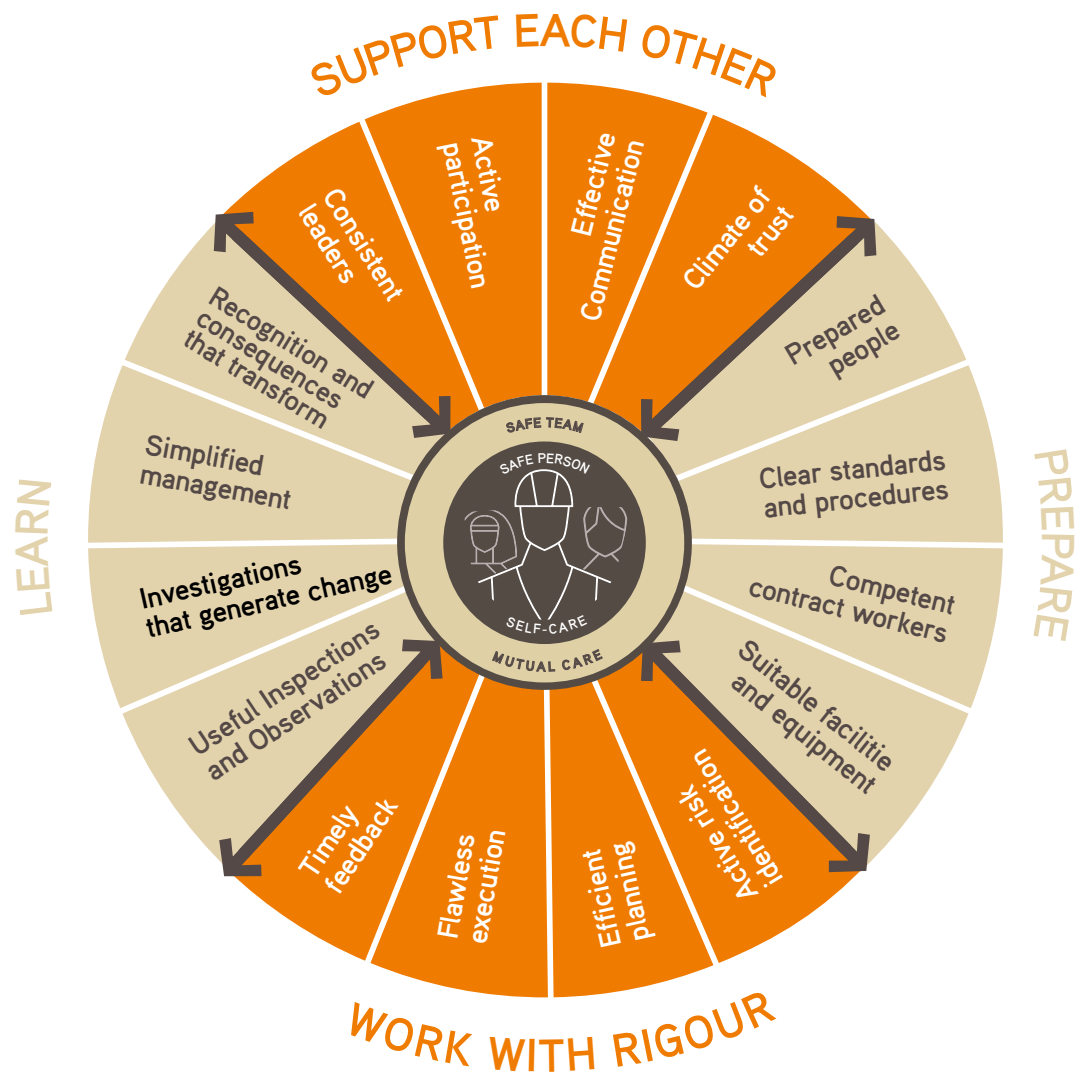 SUPPORT EACH OTHER
Consistent
leaders
Active
participation
Effective
Communication
Climate of
trust
PREPARE
Prepared
people
Clear standards
and procedures
Competent
contract workers
Suitable facilitie
and equipment
WORK WITH RIGOUR
Active risk
identification
Efficient
planning
Flawless
execution
Timely
feedback
LEARN
Useful Inspections
and Observations
Investigations
that generate change
Simplified
management
Recognition and
consequences
that transform
SAFE TEAM
SAFE PERSON
SELF-CARE
MUTUAL CARE